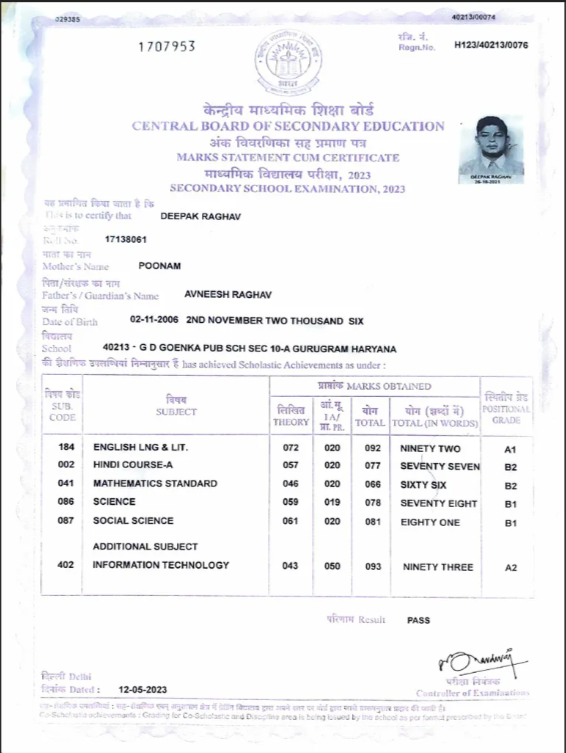 029385
40213/00074
1707953
रजि. नं.
Regn.No. H123/40213/0076
केन्द्रीय माध्यमिक शिक्षा बोर्ड
CENTRAL BOARD OF SECONDARY EDUCATION
अंक विवरणिका सह प्रमाण पत्र
MARKS STATEMENT CUM CERTIFICATE
माध्यमिक विद्यालय परीक्षा, 2023
SECONDARY SCHOOL EXAMINATION, 2023
DEEPAK RAGHAV
26-10-2021
यह प्रमाणित किया जाता है कि
This is to certify that DEEPAK RAGHAV
अनुक्रमांक
Roll No. 17138061
माता का नाम
Mother's Name POONAM
पिता/संरक्षक का नाम
Father's / Guardian's Name AVNEESH RAGHAV
जन्म तिथि
Date of Birth 02-11-2006 2ND NOVEMBER TWO THOUSAND SIX
विद्यालय
School 40213 - G D GOENKA PUB SCH SEC 10-A GURUGRAM HARYANA
की शैक्षणिक उपलब्धियां निम्नानुसार हैं has achieved Scholastic Achievements as under :
विषय कोड SUB. CODE
विषय SUBJECT
प्राप्तांक MARKS OBTAINED
लिखित THEORY
आं.मू. IA/ प्रा. PR.
योग TOTAL
योग (शब्दों में) TOTAL (IN WORDS)
स्थितीय ग्रेड POSITIONAL GRADE
184 ENGLISH LNG & LIT. 072 020 092 NINETY TWO A1
002 HINDI COURSE-A 057 020 077 SEVENTY SEVEN B2
041 MATHEMATICS STANDARD 046 020 066 SIXTY SIX B2
086 SCIENCE 059 019 078 SEVENTY EIGHT B1
087 SOCIAL SCIENCE 061 020 081 EIGHTY ONE B1
ADDITIONAL SUBJECT
402 INFORMATION TECHNOLOGY 043 050 093 NINETY THREE A2
परिणाम Result PASS
दिल्ली Delhi
दिनांक Dated : 12-05-2023
परीक्षा नियंत्रक
Controller of Examinations
Co-Scholastic achievements : Grading for Co-Scholastic and Discipline area is being issued by the school as per format prescribed by the Board